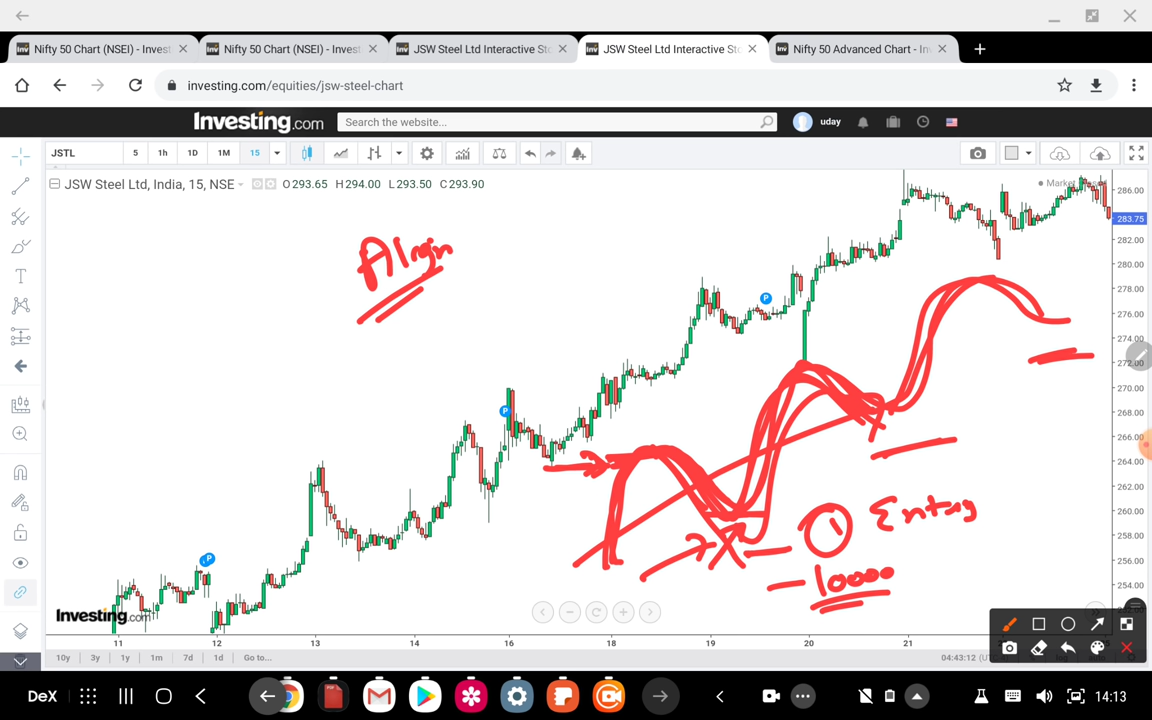 Nifty 50 Chart (NSEI) - Invest
Nifty 50 Chart (NSEI) - Invest
JSW Steel Ltd Interactive Sto
JSW Steel Ltd Interactive Sto
Nifty 50 Advanced Chart - In
investing.com/equities/jsw-steel-chart
Investing.com
Search the website...
uday
JSTL
5
1h
1D
1M
15
JSW Steel Ltd, India, 15, NSE
O293.65 H294.00 L293.50 C293.90
Market
286.00
283.75
282.00
280.00
278.00
276.00
274.00
272.00
270.00
268.00
266.00
264.00
262.00
260.00
258.00
256.00
254.00
P
P
P
Entry
10000
Investing.com
11
12
13
14
15
16
18
19
20
21
10y
3y
1y
1m
7d
1d
Go to...
04:43:12
DeX
14:13